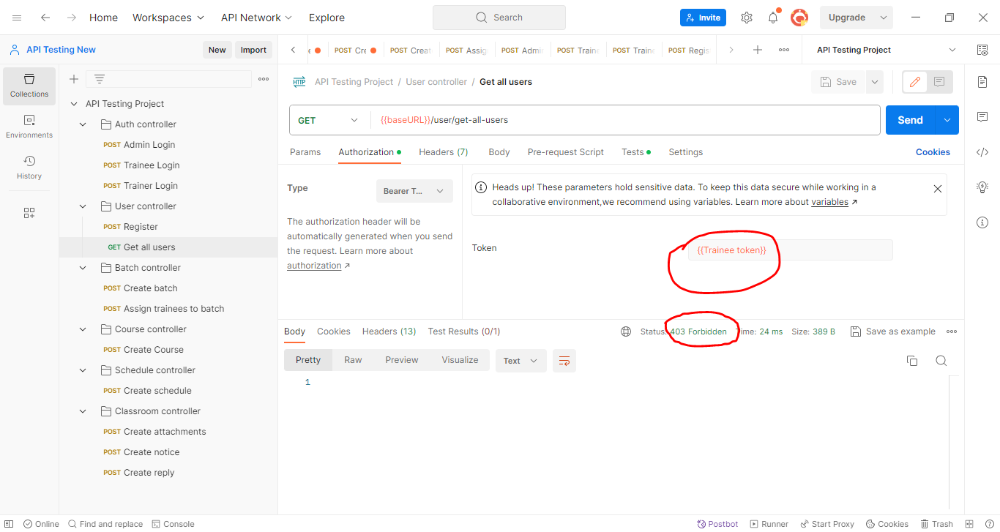 Home Workspaces API Network Explore Search Invite Upgrade
API Testing New New Import
POST Cre POST Creat POST Assig POST Admi POST Traine POST Traine POST Regis API Testing Project
Collections
Environments
History
API Testing Project
Auth controller
POST Admin Login
POST Trainee Login
POST Trainer Login
User controller
POST Register
GET Get all users
Batch controller
POST Create batch
POST Assign trainees to batch
Course controller
POST Create Course
Schedule controller
POST Create schedule
Classroom controller
POST Create attachments
POST Create notice
POST Create reply
HTTP API Testing Project / User controller / Get all users Save
GET {{baseURL}}/user/get-all-users Send
Params Authorization Headers (7) Body Pre-request Script Tests Settings Cookies
Type Bearer T...
The authorization header will be
automatically generated when you send
the request. Learn more about
authorization ↗
Heads up! These parameters hold sensitive data. To keep this data secure while working in a
collaborative environment,we recommend using variables. Learn more about variables ↗
Token {{Trainee token}}
Body Cookies Headers (13) Test Results (0/1) Status: 403 Forbidden Time: 24 ms Size: 389 B Save as example
Pretty Raw Preview Visualize Text
1
Online Find and replace Console Postbot Runner Start Proxy Cookies Trash